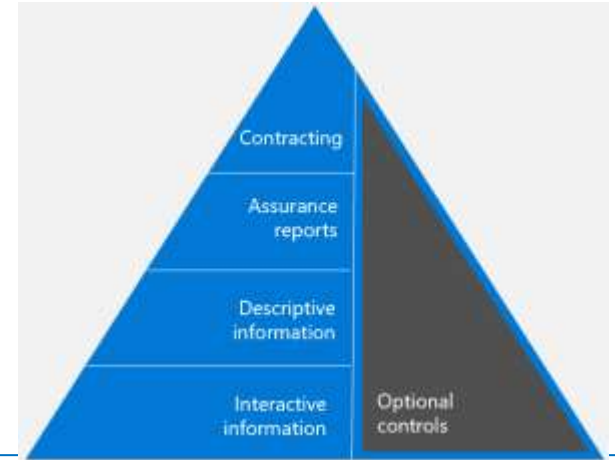 Contracting
Assurance
reports
Descriptive
information
Interactive
information
Optional
controls